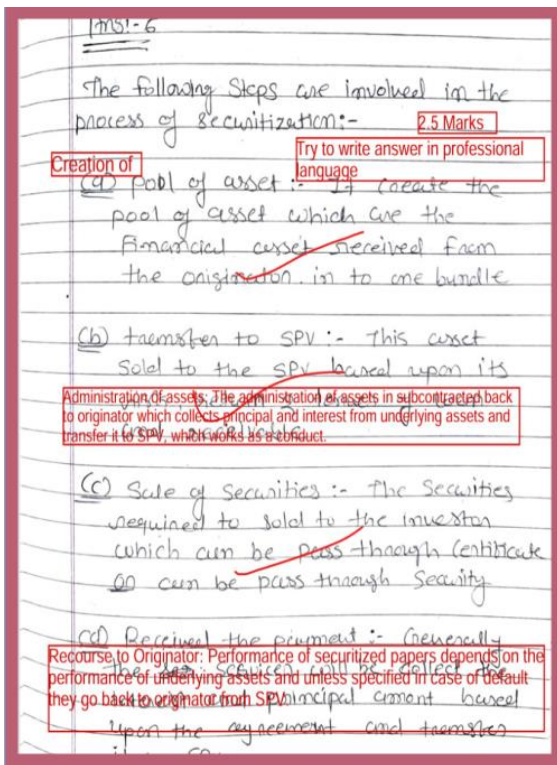 Ans:-6
The following Steps are involved in the
process of Securitization:-
2.5 Marks
Try to write answer in professional
language
Creation of
(a) pool of asset :- It create the
pool of asset which are the
Financial asset received from
the originator in to one bundle
(b) transfer to SPV :- This asset
Sold to the SPV based upon its
Administration of assets: The administration of assets in subcontracted back
to originator which collects principal and interest from underlying assets and
transfer it to SPV, which works as a conduct.
(c) Sale of Securities :- The Securities
required to Sold to the investor
which can be pass through Certificate
or can be pass through Security
(d) Received the payment :- Generally
Recourse to Originator: Performance of securitized papers depends on the
performance of underlying assets and unless specified in case of default
they go back to originator from SPV
principal amont based
upon the agreement and transfer